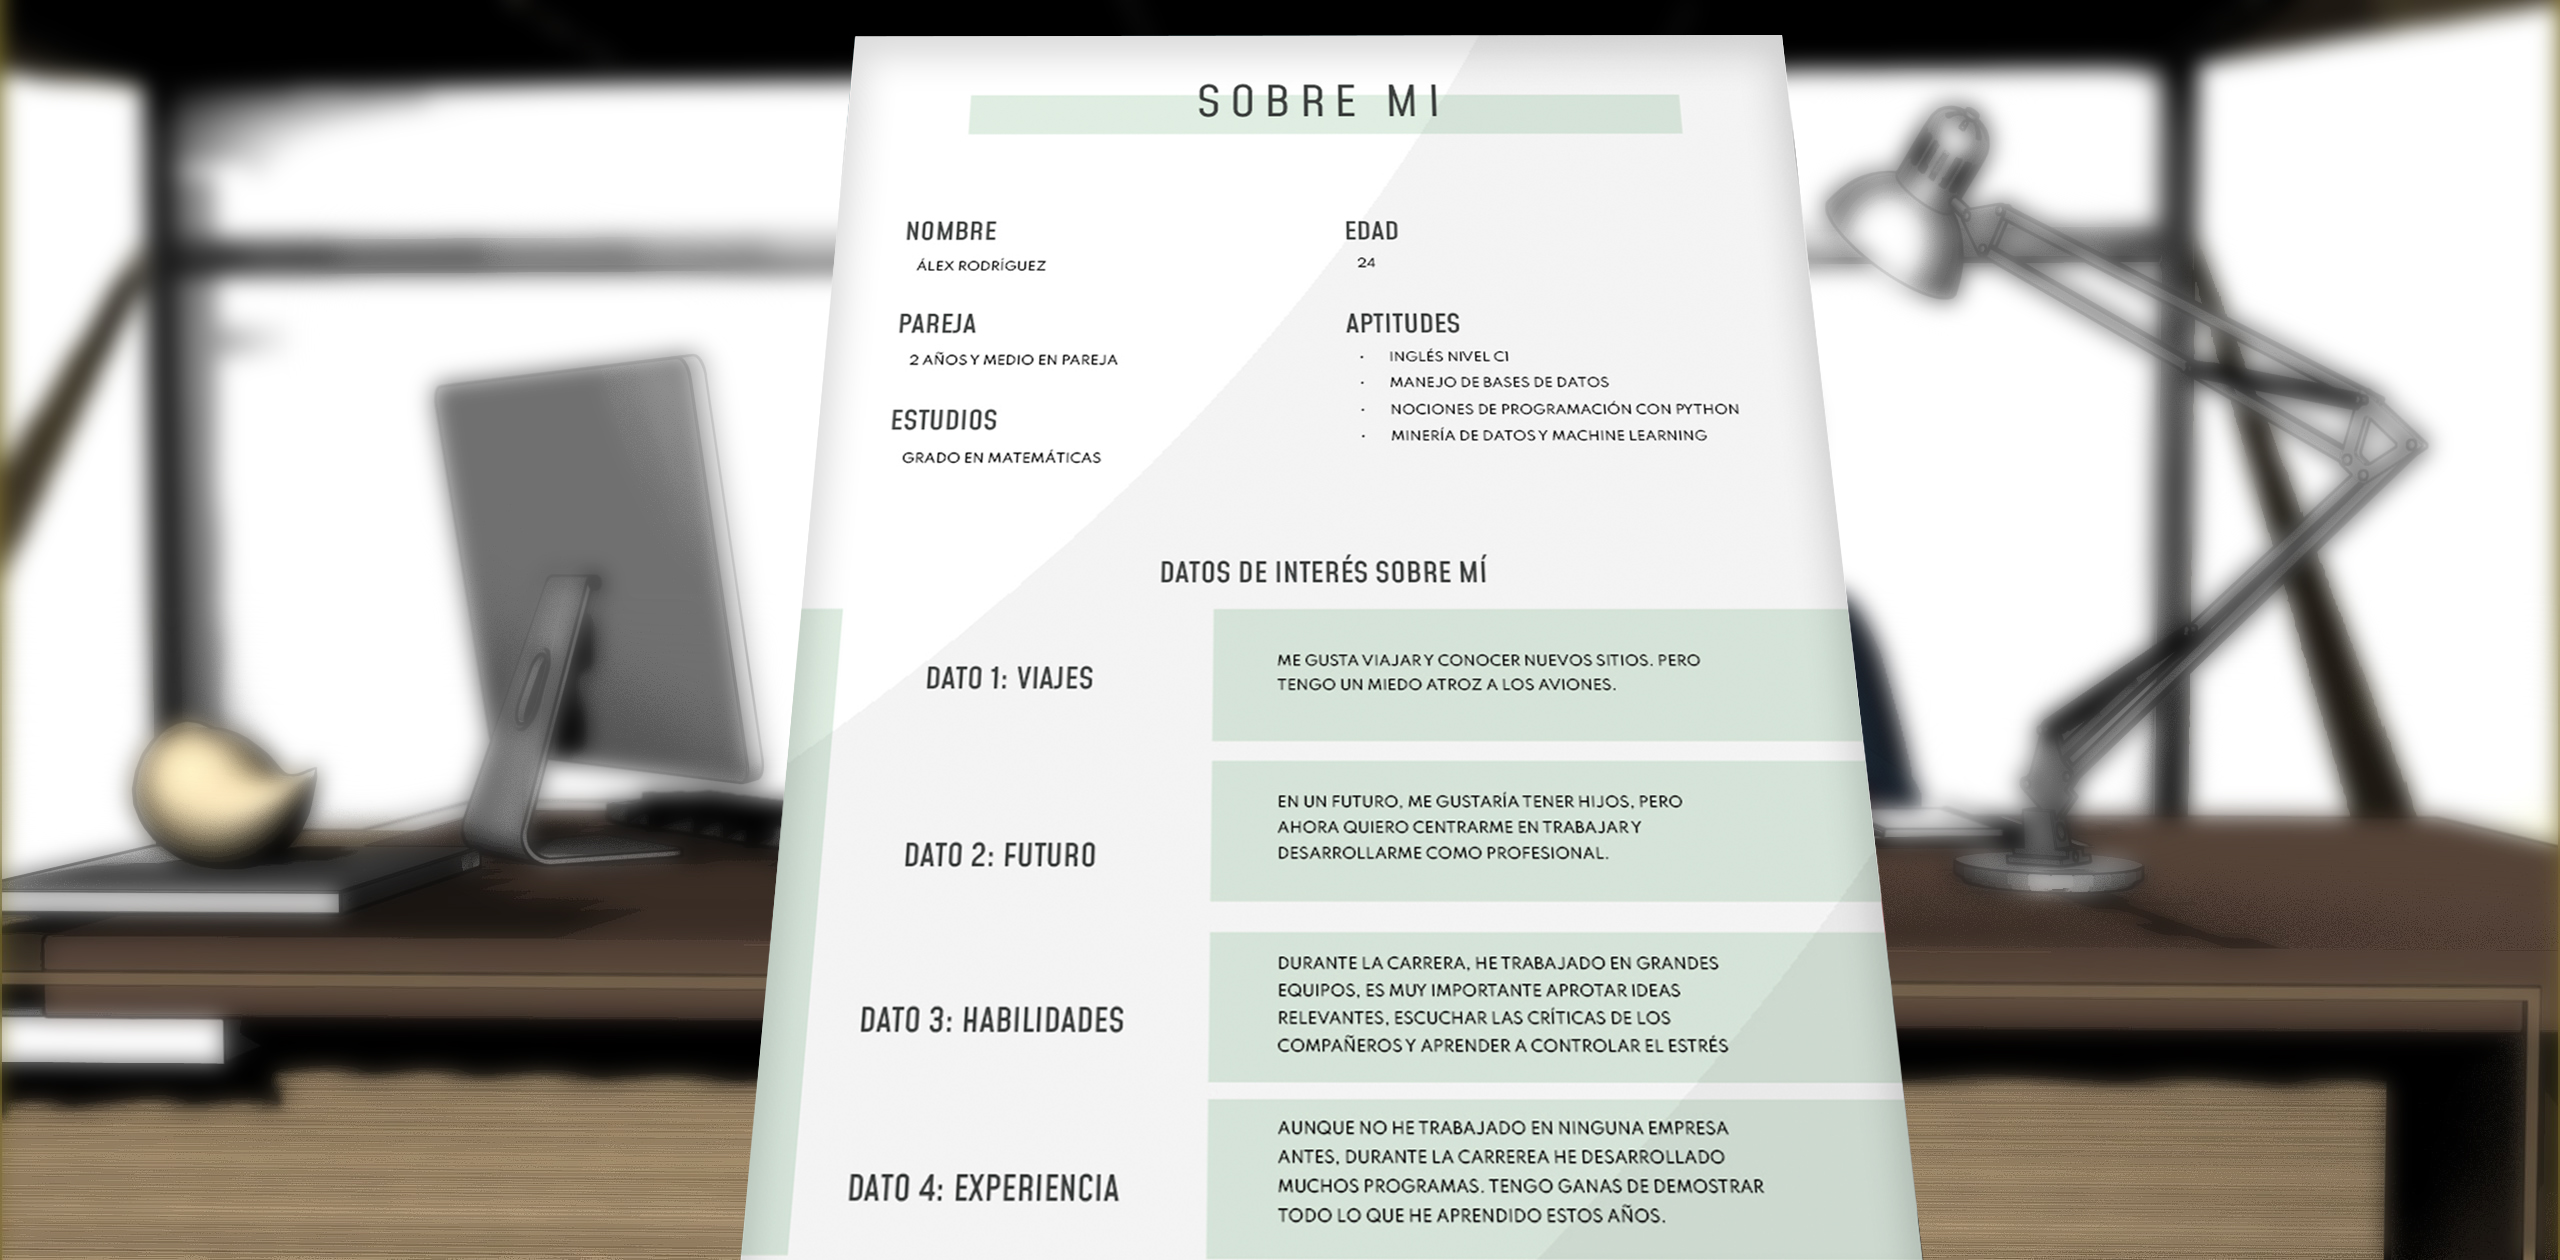 SOBRE MI
NOMBRE
ÁLEX RODRÍGUEZ
EDAD
24
PAREJA
2 AÑOS Y MEDIO EN PAREJA
APTITUDES
· INGLÉS NIVEL C1
· MANEJO DE BASES DE DATOS
· NOCIONES DE PROGRAMACIÓN CON PYTHON
· MINERÍA DE DATOS Y MACHINE LEARNING
ESTUDIOS
GRADO EN MATEMÁTICAS
DATOS DE INTERÉS SOBRE MÍ
DATO 1: VIAJES
ME GUSTA VIAJAR Y CONOCER NUEVOS SITIOS. PERO
TENGO UN MIEDO ATROZ A LOS AVIONES.
DATO 2: FUTURO
EN UN FUTURO, ME GUSTARÍA TENER HIJOS, PERO
AHORA QUIERO CENTRARME EN TRABAJAR Y
DESARROLLARME COMO PROFESIONAL.
DATO 3: HABILIDADES
DURANTE LA CARRERA, HE TRABAJADO EN GRANDES
EQUIPOS, ES MUY IMPORTANTE APROTAR IDEAS
RELEVANTES, ESCUCHAR LAS CRÍTICAS DE LOS
COMPAÑEROS Y APRENDER A CONTROLAR EL ESTRÉS
DATO 4: EXPERIENCIA
AUNQUE NO HE TRABAJADO EN NINGUNA EMPRESA
ANTES, DURANTE LA CARREREA HE DESARROLLADO
MUCHOS PROGRAMAS. TENGO GANAS DE DEMOSTRAR
TODO LO QUE HE APRENDIDO ESTOS AÑOS.